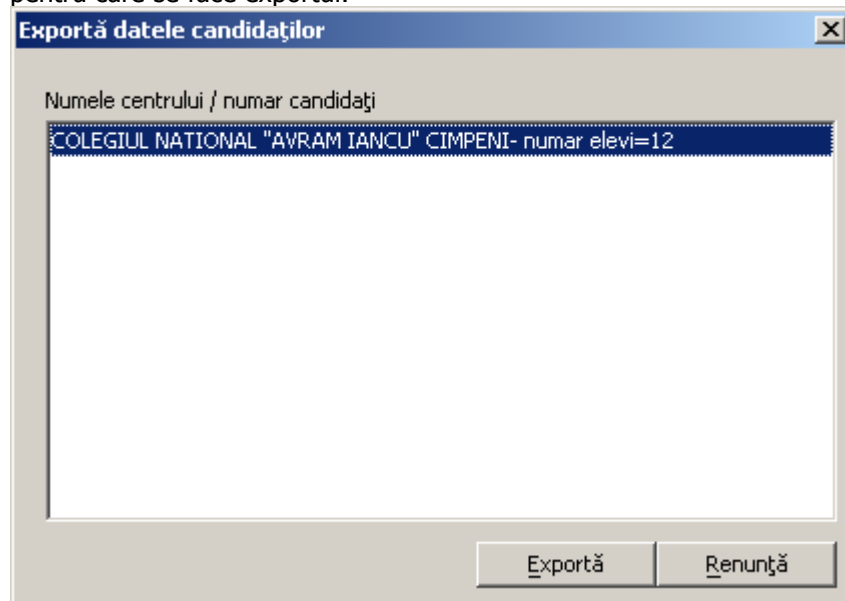 pentru care se face exportul.
Exportă datele candidaţilor
Numele centrului / numar candidaţi
COLEGIUL NATIONAL "AVRAM IANCU" CIMPENI- numar elevi=12
Exportă
Renunţă